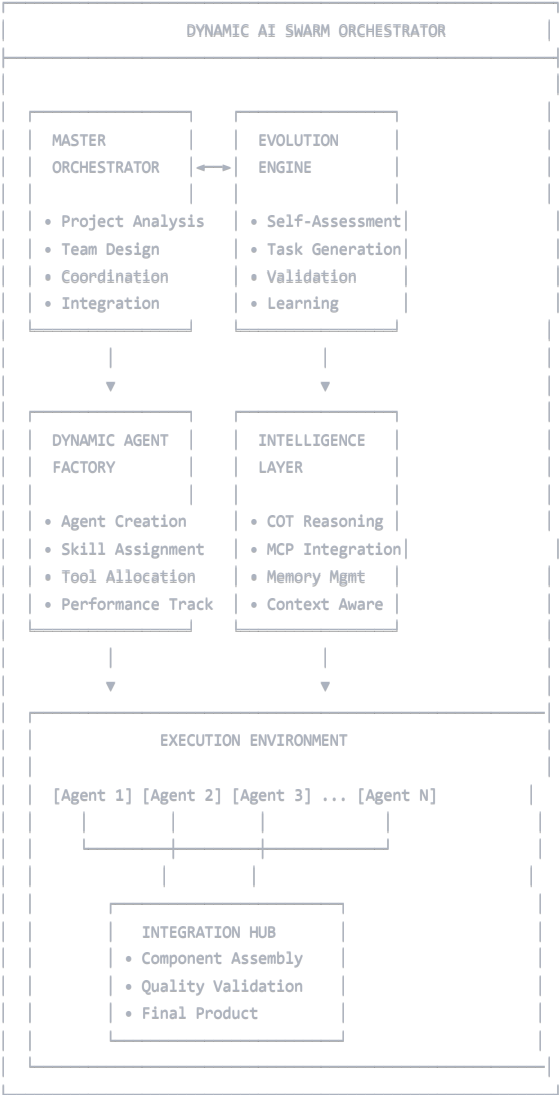 DYNAMIC AI SWARM ORCHESTRATOR
MASTER
ORCHESTRATOR
• Project Analysis
• Team Design
• Coordination
• Integration
EVOLUTION
ENGINE
• Self-Assessment
• Task Generation
• Validation
• Learning
DYNAMIC AGENT
FACTORY
• Agent Creation
• Skill Assignment
• Tool Allocation
• Performance Track
INTELLIGENCE
LAYER
• COT Reasoning
• MCP Integration
• Memory Mgmt
• Context Aware
EXECUTION ENVIRONMENT
[Agent 1] [Agent 2] [Agent 3] ... [Agent N]
INTEGRATION HUB
• Component Assembly
• Quality Validation
• Final Product